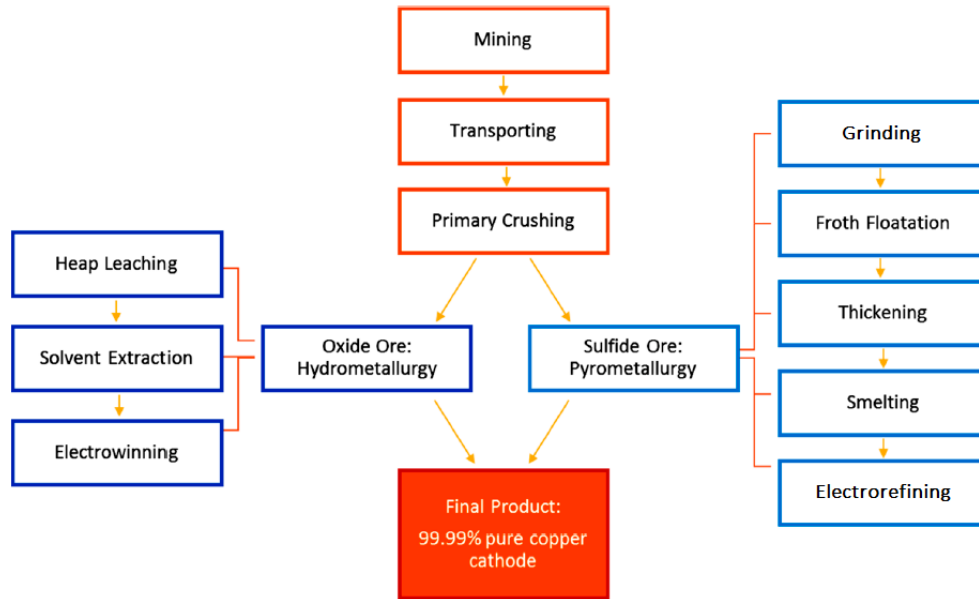 Mining
Transporting
Primary Crushing
Heap Leaching
Solvent Extraction
Electrowinning
Oxide Ore:
Hydrometallurgy
Sulfide Ore:
Pyrometallurgy
Grinding
Froth Floatation
Thickening
Smelting
Electrorefining
Final Product:
99.99% pure copper
cathode